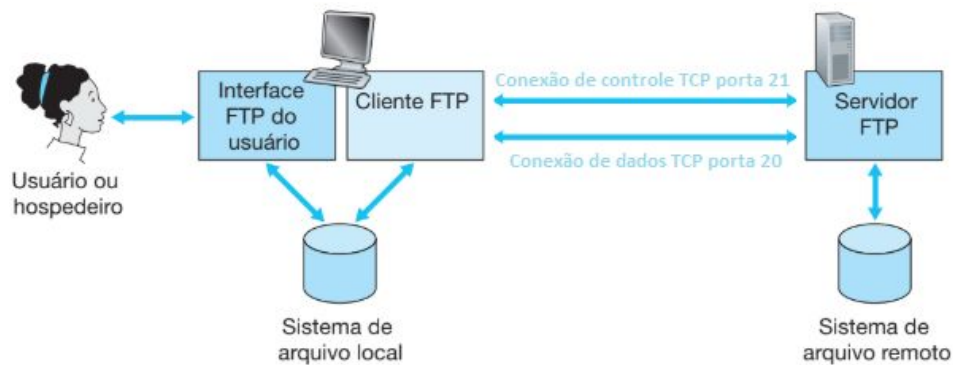 Usuário ou
hospedeiro
Interface
FTP do
usuário
Cliente FTP
Conexão de controle TCP porta 21
Conexão de dados TCP porta 20
Servidor
FTP
Sistema de
arquivo local
Sistema de
arquivo remoto